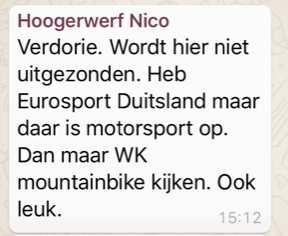 Hoogerwerf Nico
Verdorie. Wordt hier niet
uitgezonden. Heb
Eurosport Duitsland maar
daar is motorsport op.
Dan maar WK
mountainbike kijken. Ook
leuk.
15:12